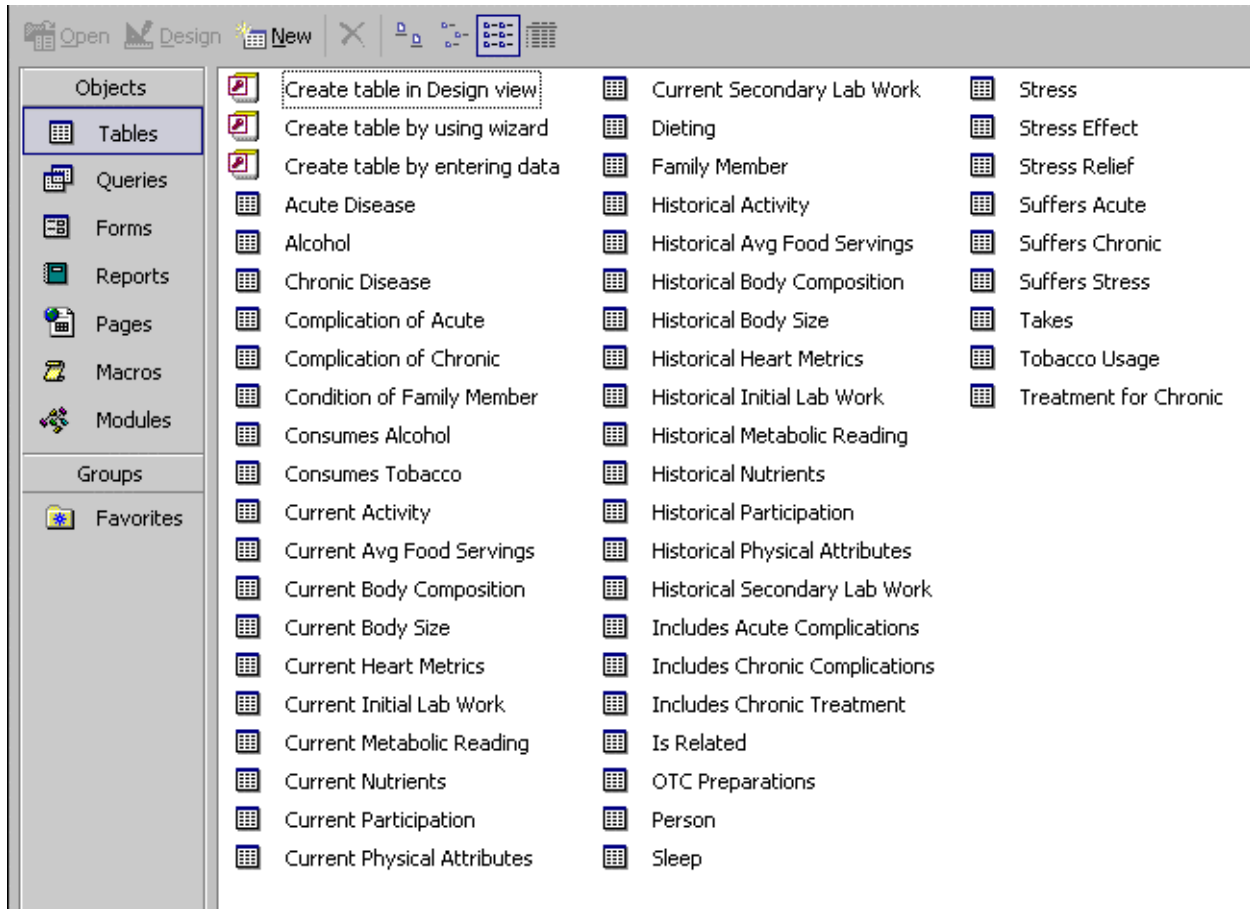 Open Design New
Objects
Tables
Queries
Forms
Reports
Pages
Macros
Modules
Groups
Favorites
Create table in Design view
Create table by using wizard
Create table by entering data
Acute Disease
Alcohol
Chronic Disease
Complication of Acute
Complication of Chronic
Condition of Family Member
Consumes Alcohol
Consumes Tobacco
Current Activity
Current Avg Food Servings
Current Body Composition
Current Body Size
Current Heart Metrics
Current Initial Lab Work
Current Metabolic Reading
Current Nutrients
Current Participation
Current Physical Attributes
Current Secondary Lab Work
Dieting
Family Member
Historical Activity
Historical Avg Food Servings
Historical Body Composition
Historical Body Size
Historical Heart Metrics
Historical Initial Lab Work
Historical Metabolic Reading
Historical Nutrients
Historical Participation
Historical Physical Attributes
Historical Secondary Lab Work
Includes Acute Complications
Includes Chronic Complications
Includes Chronic Treatment
Is Related
OTC Preparations
Person
Sleep
Stress
Stress Effect
Stress Relief
Suffers Acute
Suffers Chronic
Suffers Stress
Takes
Tobacco Usage
Treatment for Chronic